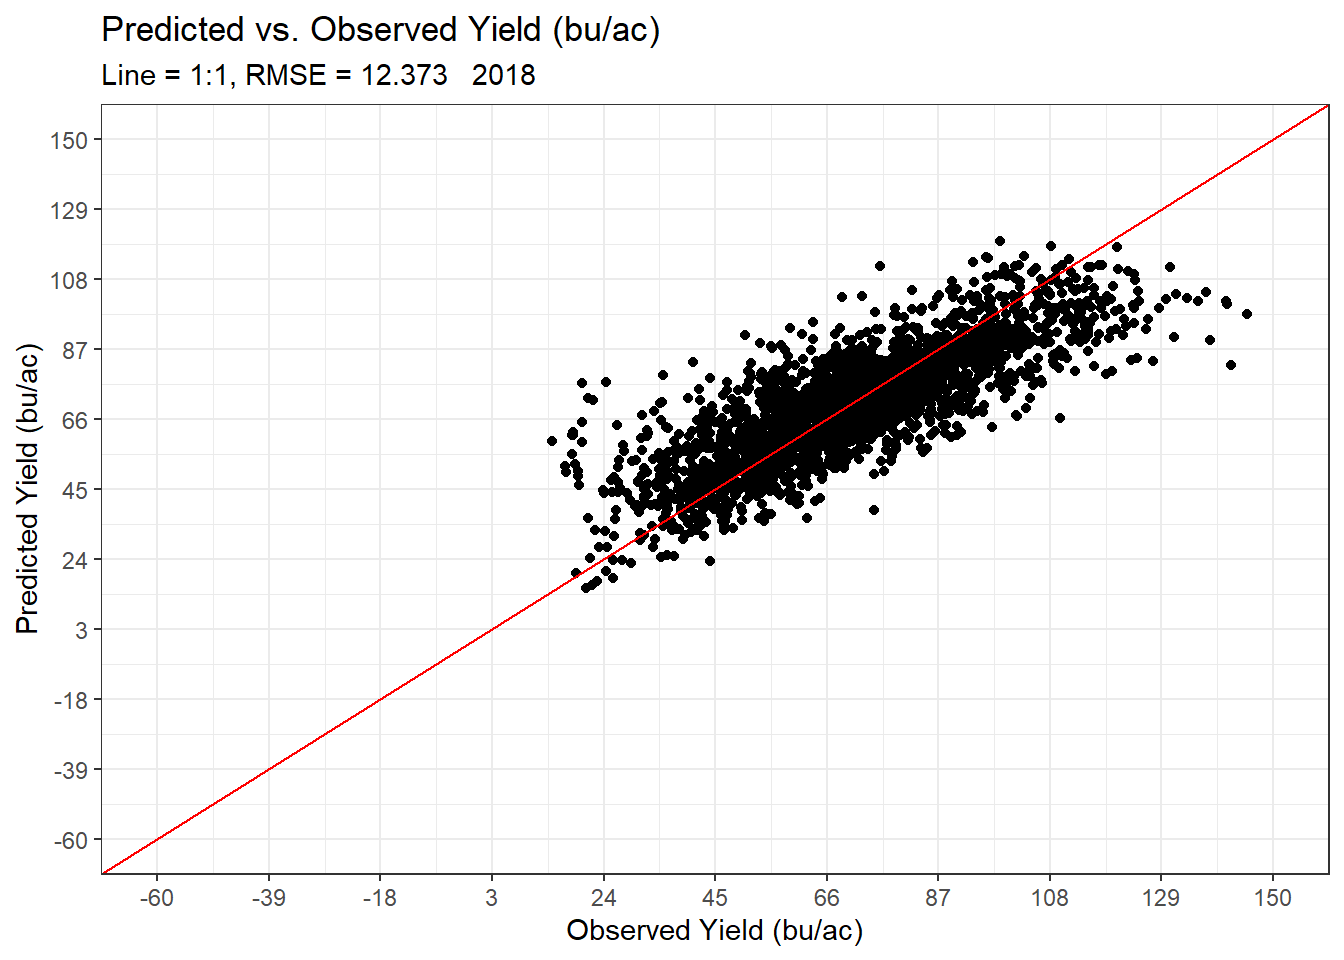 Predicted vs. Observed Yield (bu/ac)
Line = 1:1, RMSE = 12.373   2018
Predicted Yield (bu/ac)
150
129
108
87
66
45
24
3
-18
-39
-60
-60 -39 -18 3 24 45 66 87 108 129 150
Observed Yield (bu/ac)